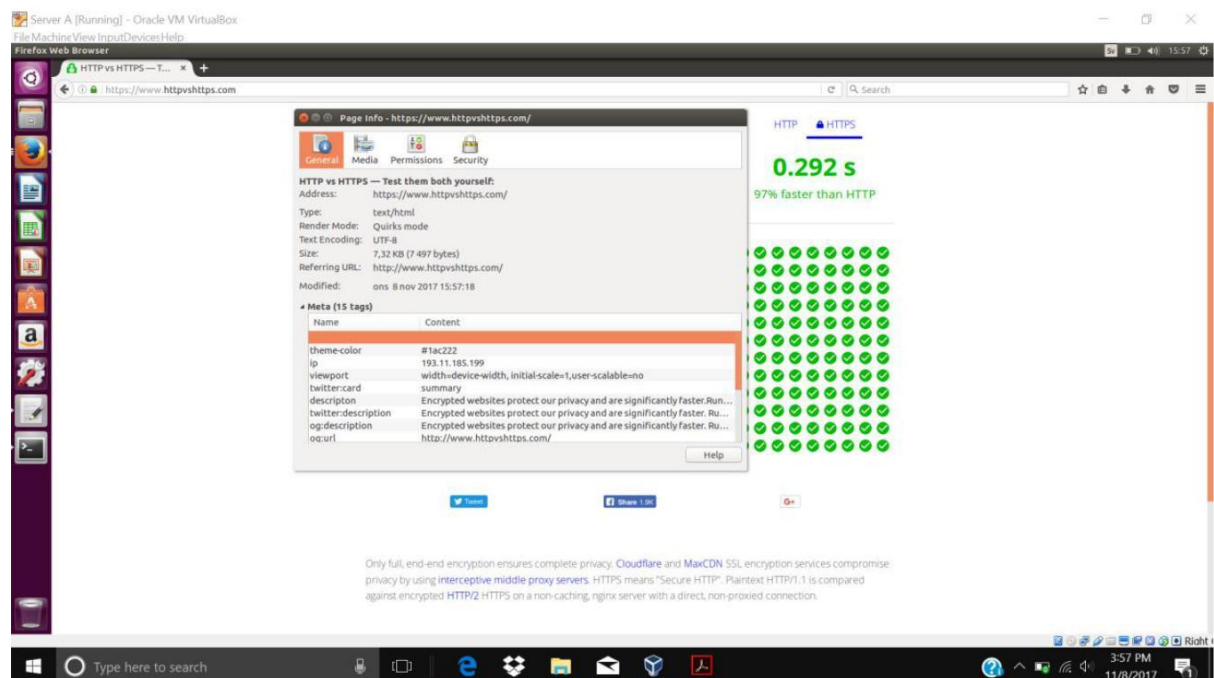 Server A [Running] - Oracle VM VirtualBox
File Machine View Input Devices Help
Firefox Web Browser
Sv
15:57
HTTP vs HTTPS — T...
https://www.httpvshttps.com
Search
Page Info - https://www.httpvshttps.com/
General Media Permissions Security
HTTP vs HTTPS — Test them both yourself:
Address: https://www.httpvshttps.com/
Type: text/html
Render Mode: Quirks mode
Text Encoding: UTF-8
Size: 7,32 KB (7 497 bytes)
Referring URL: http://www.httpvshttps.com/
Modified: ons 8 nov 2017 15:57:18
Meta (15 tags)
Name Content
theme-color #1ac222
ip 193.11.185.199
viewport width=device-width, initial-scale=1,user-scalable=no
twitter:card summary
descripton Encrypted websites protect our privacy and are significantly faster.Run...
twitter:description Encrypted websites protect our privacy and are significantly faster. Ru...
og:description Encrypted websites protect our privacy and are significantly faster. Ru...
og:url http://www.httpvshttps.com/
Help
HTTP HTTPS
0.292 s
97% faster than HTTP
Tweet
Share 1.9K
G+
Only full, end-end encryption ensures complete privacy. Cloudflare and MaxCDN SSL encryption services compromise
privacy by using interceptive middle proxy servers. HTTPS means "Secure HTTP". Plaintext HTTP/1.1 is compared
against encrypted HTTP/2 HTTPS on a non-caching, nginx server with a direct, non-proxied connection.
Right
Type here to search
3:57 PM
11/8/2017